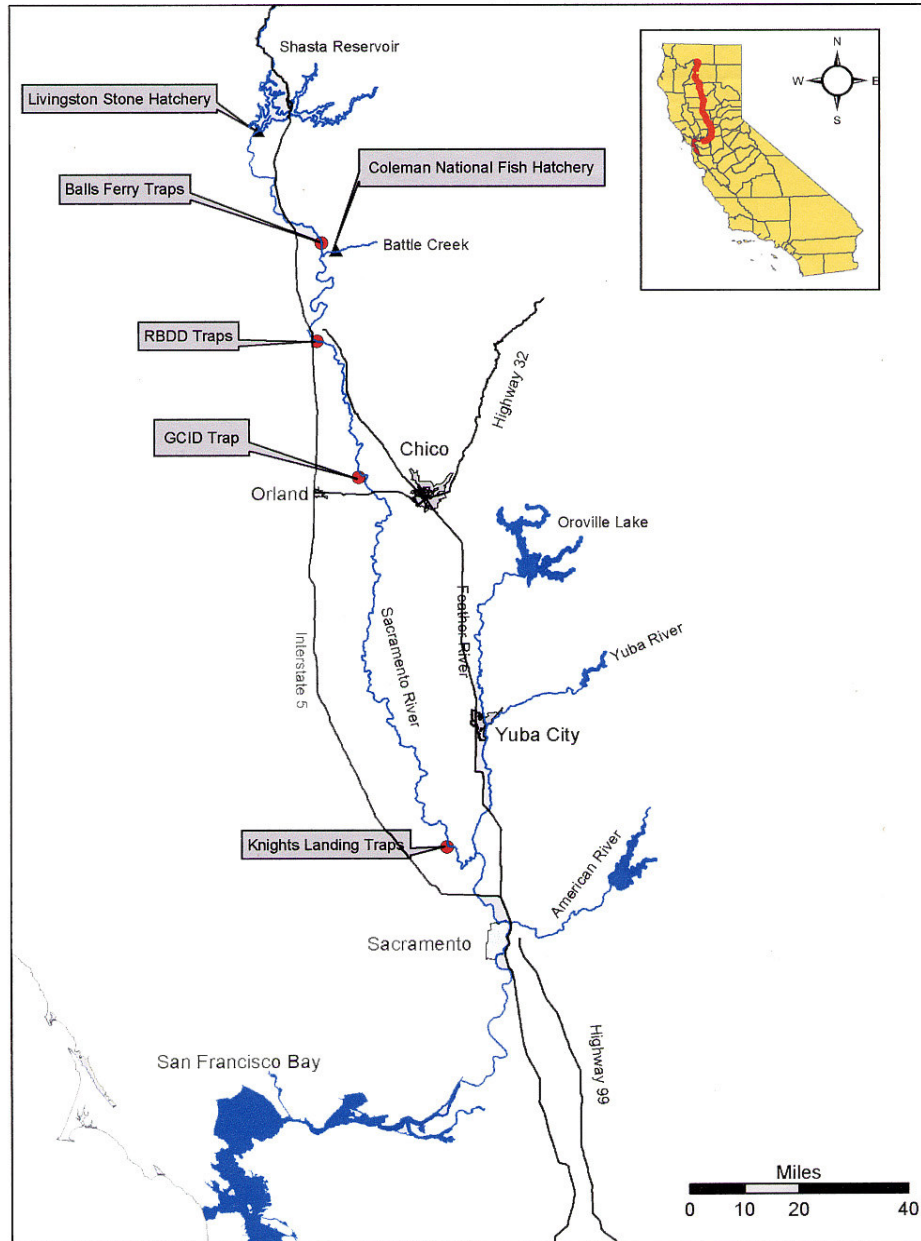 Shasta Reservoir
Livingston Stone Hatchery
N
W E
S
Coleman National Fish Hatchery
Balls Ferry Traps
Battle Creek
RBDD Traps
Highway 32
GCID Trap
Chico
Orland
Oroville Lake
Feather River
Sacramento River
Interstate 5
Yuba River
Yuba City
Knights Landing Traps
American River
Sacramento
Highway 99
San Francisco Bay
Miles
0 10 20 40